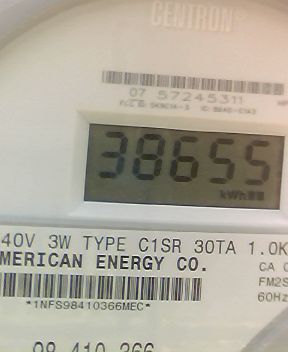 CENTRON®
07 57245311
38655
kWh
40V 3W TYPE C1SR 30TA 1.0K
MERICAN ENERGY CO.
CA 0
FM2S
60Hz
*1NFS98410366MEC*
98 410 366